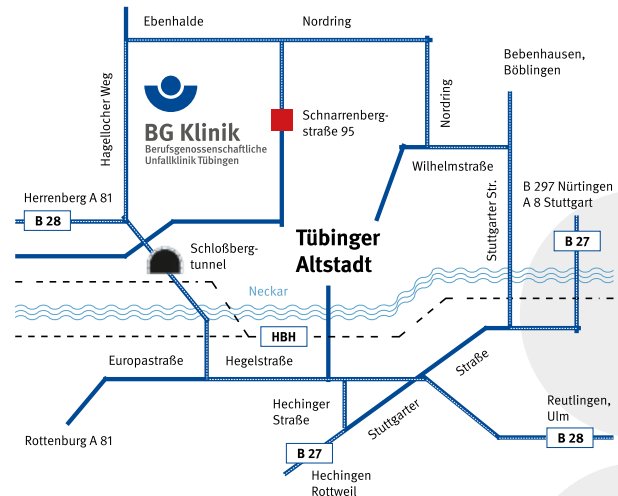 Ebenhalde
Nordring
Bebenhausen,
Böblingen
Hagellocher Weg
Nordring
BG Klinik
Berufsgenossenschaftliche
Unfallklinik Tübingen
Schnarrenberg-
straße 95
Wilhelmstraße
Herrenberg A 81
B 28
B 297 Nürtingen
A 8 Stuttgart
B 27
Stuttgarter Str.
Schloßberg-
tunnel
Tübinger
Altstadt
Neckar
HBH
Europastraße
Hegelstraße
Stuttgarter
Straße
Hechinger
Straße
Reutlingen,
Ulm
B 28
Rottenburg A 81
B 27
Hechingen
Rottweil